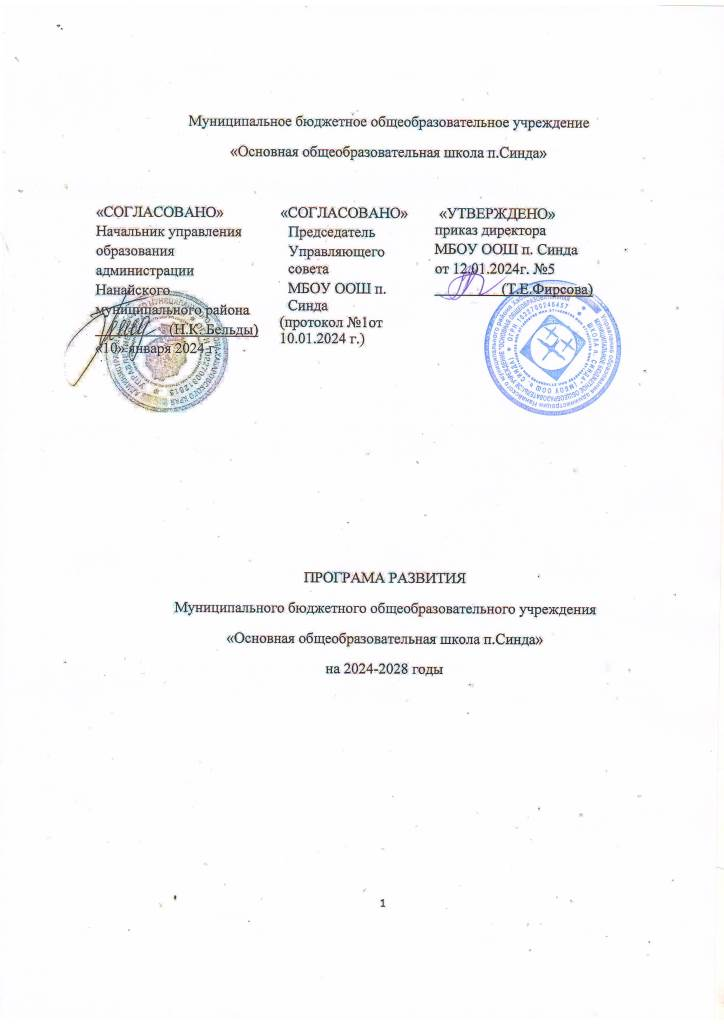 Муниципальное бюджетное общеобразовательное учреждение
«Основная общеобразовательная школа п.Синда»
«СОГЛАСОВАНО»
Начальник управления
образования
администрации
Нанайского
муниципального района
(Н.К. Бельды)
«10» января 2024 г.
«СОГЛАСОВАНО»
Председатель
Управляющего
совета
МБОУ ООШ п.
Синда
(протокол №1от
10.01.2024 г.)
«УТВЕРЖДЕНО»
приказ директора
МБОУ ООШ п. Синда
от 12.01.2024г. №5
(Т.Е.Фирсова)
ПРОГРАМА РАЗВИТИЯ
Муниципального бюджетного общеобразовательного учреждения
«Основная общеобразовательная школа п.Синда»
на 2024-2028 годы
1